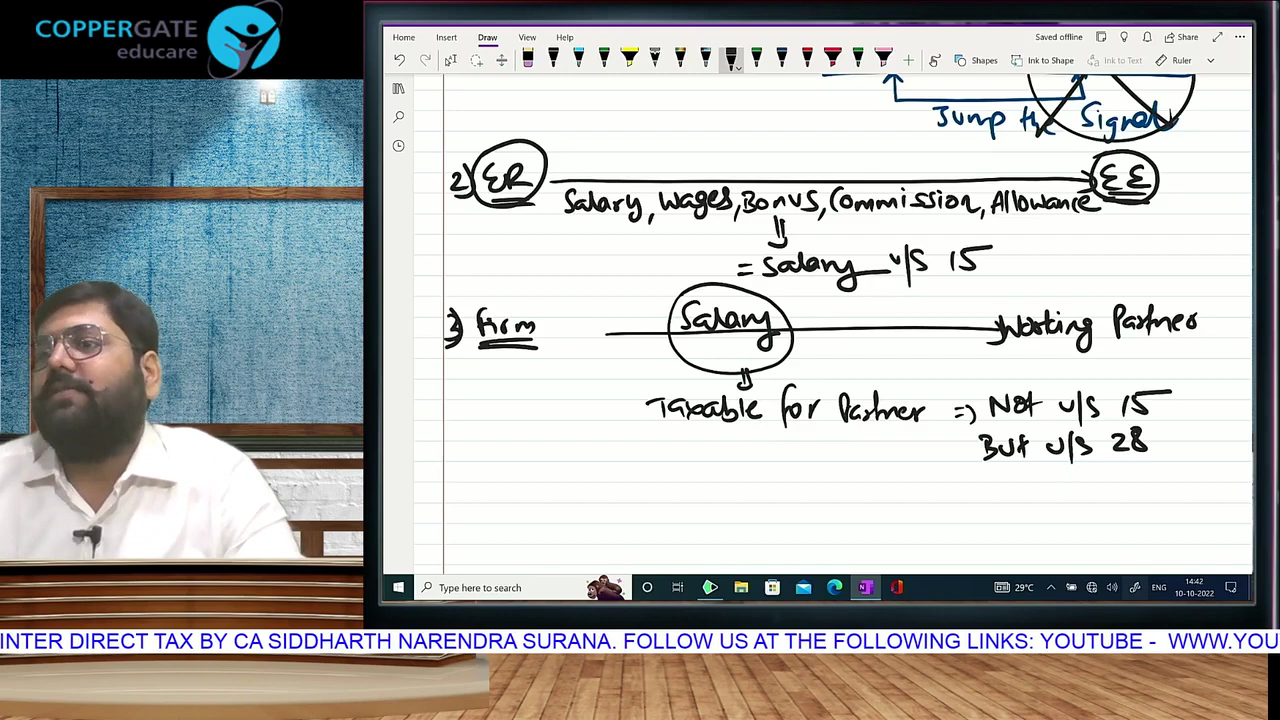 COPPERGATE
educare
Home Insert Draw View Help
Saved offline Share
Shapes Ink to Shape Ink to Text Ruler
Jump the Signal
2) ER EE
Salary, Wages, Bonus, Commission, Allowance
= Salary u/s 15
3) Firm Salary Working Partner
Taxable for Partner => Not u/s 15
But u/s 28
Type here to search
29°C ENG 14:42
10-10-2022
INTER DIRECT TAX BY CA SIDDHARTH NARENDRA SURANA. FOLLOW US AT THE FOLLOWING LINKS: YOUTUBE - WWW.YOU